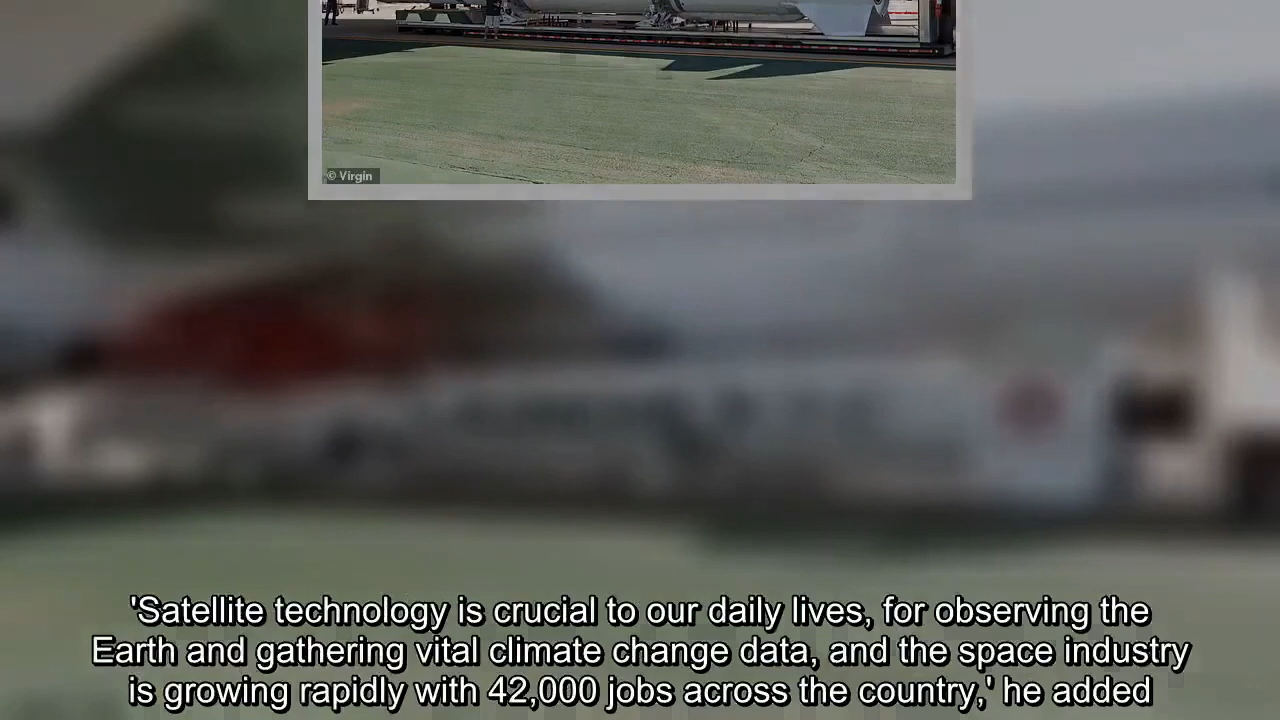 © Virgin
'Satellite technology is crucial to our daily lives, for observing the
Earth and gathering vital climate change data, and the space industry
is growing rapidly with 42,000 jobs across the country,' he added